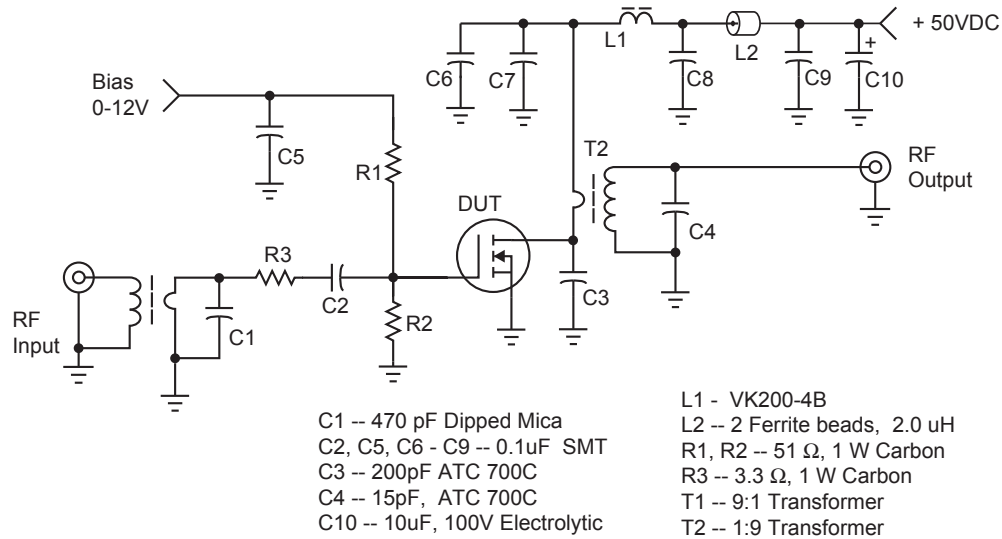 L1
+ 50VDC
L2
C6
C7
C8
C9
+
C10
Bias
0-12V
C5
R1
T2
RF
Output
DUT
C4
R3
C3
C2
C1
R2
RF
Input
C1 -- 470 pF Dipped Mica
C2, C5, C6 - C9 -- 0.1uF SMT
C3 -- 200pF ATC 700C
C4 -- 15pF, ATC 700C
C10 -- 10uF, 100V Electrolytic
L1 - VK200-4B
L2 -- 2 Ferrite beads, 2.0 uH
R1, R2 -- 51 Ω, 1 W Carbon
R3 -- 3.3 Ω, 1 W Carbon
T1 -- 9:1 Transformer
T2 -- 1:9 Transformer